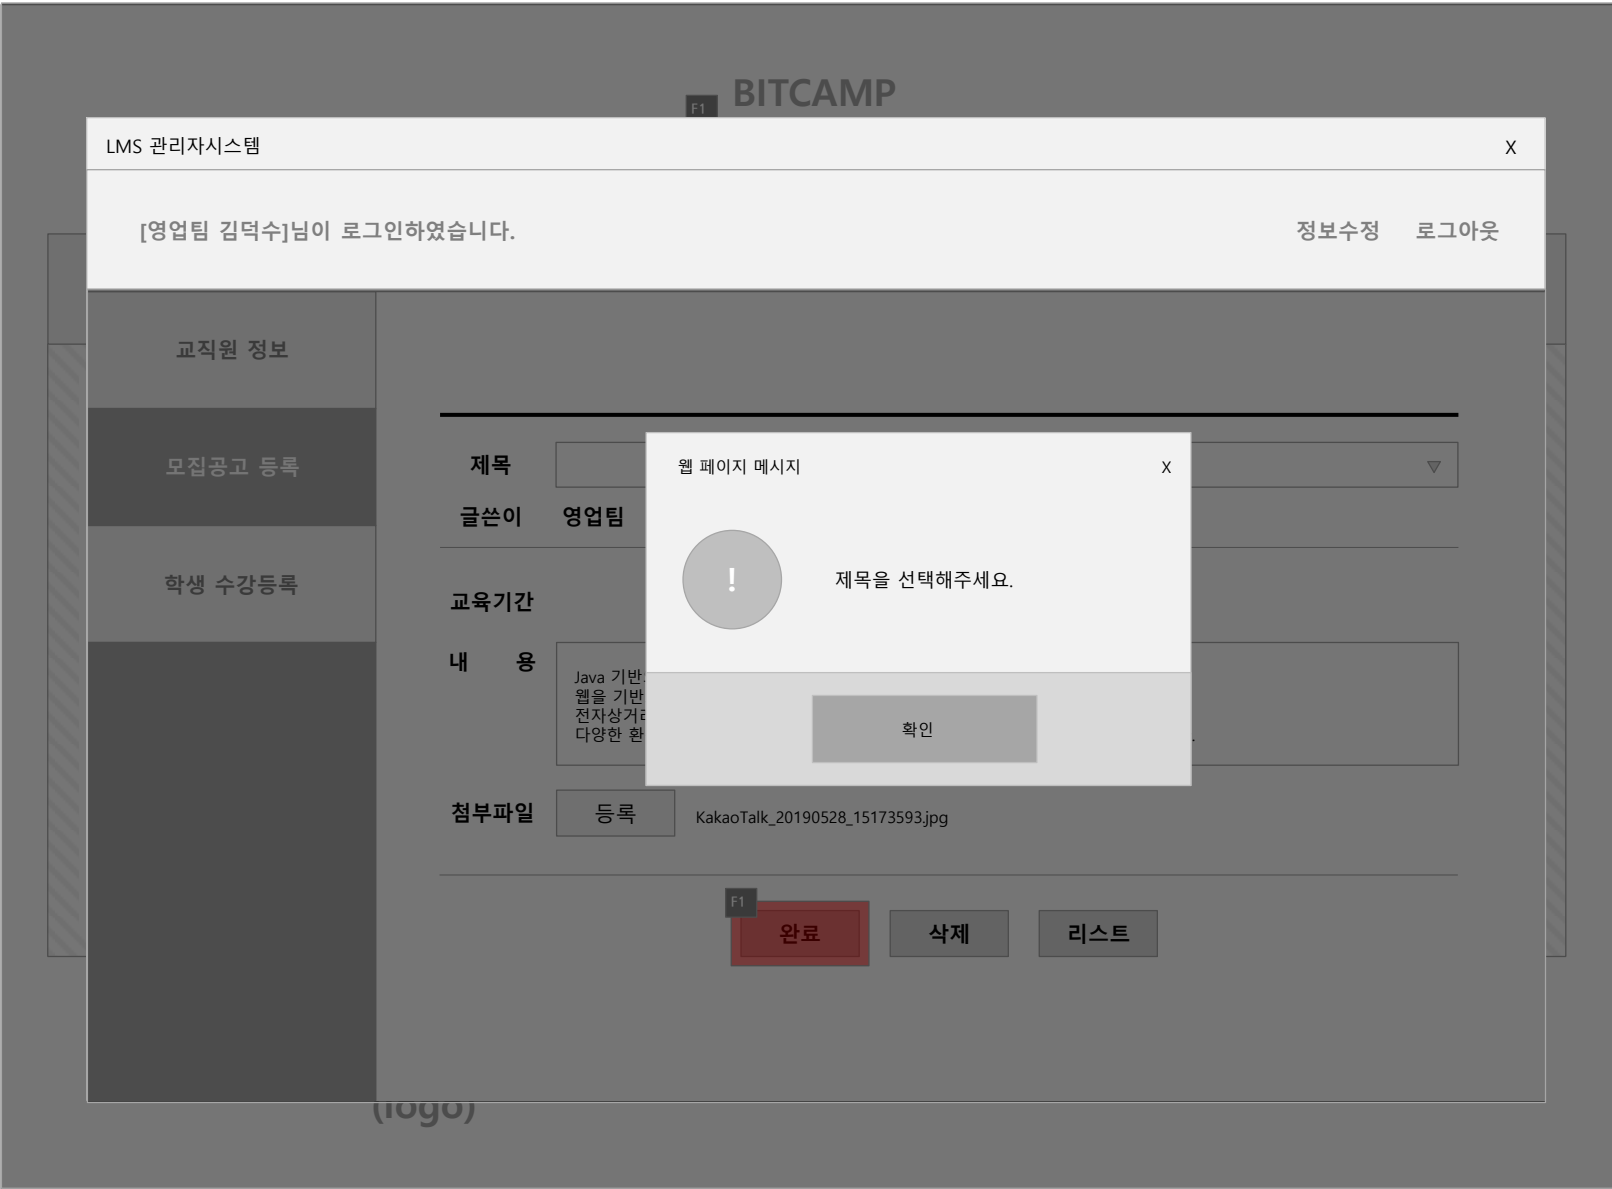 BITCAMP
F1
LMS 관리자시스템 X
[영업팀 김덕수]님이 로그인하였습니다. 정보수정 로그아웃
교직원 정보
모집공고 등록
학생 수강등록
제목
글쓴이 영업팀
교육기간
내 용
Java 기반
웹을 기반
전자상거
다양한 환
웹 페이지 메시지 X
!
제목을 선택해주세요.
확인
첨부파일 등록 KakaoTalk_20190528_15173593.jpg
F1
완료 삭제 리스트
(logo)